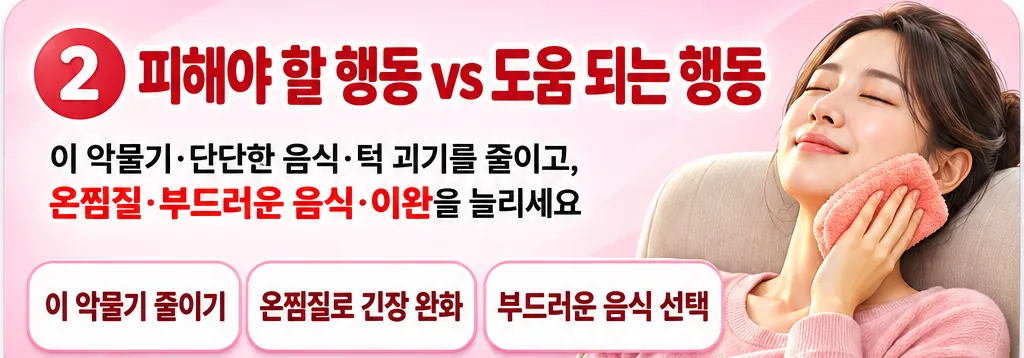 2 피해야 할 행동 vs 도움 되는 행동
이 악물기·단단한 음식·턱 괴기를 줄이고,
온찜질·부드러운 음식·이완을 늘리세요
이 악물기 줄이기
온찜질로 긴장 완화
부드러운 음식 선택